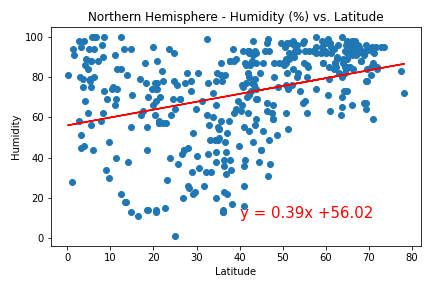 Northern Hemisphere - Humidity (%) vs. Latitude
100
80
60
40
20
0
Humidity
y = 0.39x +56.02
0 10 20 30 40 50 60 70 80
Latitude